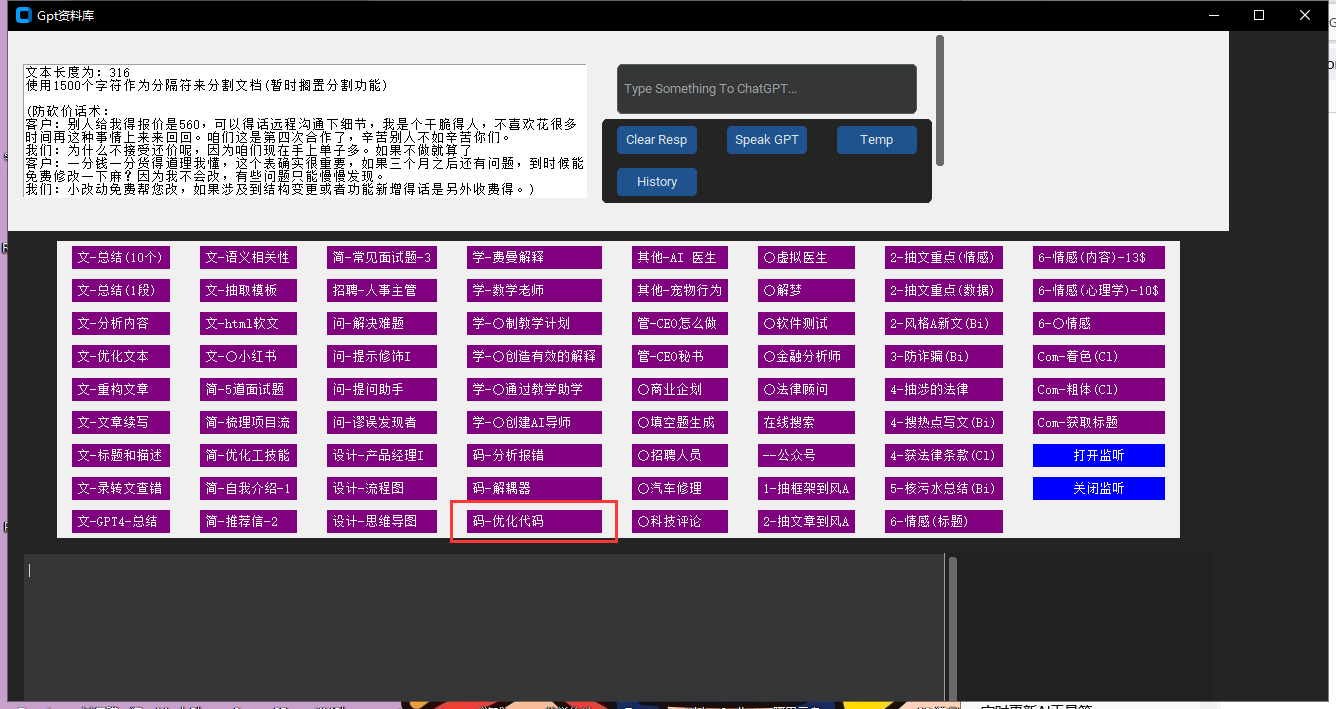 Gpt资料库
文本长度为: 316
使用1500个字符作为分隔符来分割文档(暂时搁置分割功能)
(防砍价话术:
客户: 别人给我得报价是560, 可以得话远程沟通下细节, 我是个干脆得人, 不喜欢花很多
时间再这种事情上来来回回。咱们这是第四次合作了, 辛苦别人不如辛苦你们。
我们: 为什么不接受还价呢, 因为咱们现在手上单子多。如果不做就算了
客户: 一分钱一分货得道理我懂, 这个表确实很重要, 如果三个月之后还有问题, 到时候能
免费修改一下麻? 因为我不会改, 有些问题只能慢慢发现。
我们: 小改动免费帮您改, 如果涉及到结构变更或者功能新增得话是另外收费得。)
Type Something To ChatGPT...
Clear Resp Speak GPT Temp
History
文-总结(10个) 文-语义相关性 简-常见面试题-3 学-费曼解释 其他-AI 医生 〇虚拟医生 2-抽文重点(情感) 6-情感(内容)-13$
文-总结(1段) 文-抽取模板 招聘-人事主管 学-数学老师 其他-宠物行为 〇解梦 2-抽文重点(数据) 6-情感(心理学)-10$
文-分析内容 文-html软文 问-解决难题 学-〇制教学计划 管-CEO怎么做 〇软件测试 2-风格A新文(Bi) 6-〇情感
文-优化文本 文-〇小红书 问-提示修饰I 学-〇创造有效的解释 管-CEO秘书 〇金融分析师 3-防诈骗(Bi) Com-着色(Cl)
文-重构文章 简-5道面试题 问-提问助手 学-〇通过教学助学 〇商业企划 〇法律顾问 4-抽涉的法律 Com-粗体(Cl)
文-文章续写 简-梳理项目流 问-谬误发现者 学-〇创建AI导师 〇填空题生成 在线搜索 4-搜热点写文(Bi) Com-获取标题
文-标题和描述 简-优化工技能 设计-产品经理I 码-分析报错 〇招聘人员 --公众号 4-获法律条款(Cl) 打开监听
文-录转文查错 简-自我介绍-1 设计-流程图 码-解耦器 〇汽车修理 1-抽框架到风A 5-核污水总结(Bi) 关闭监听
文-GPT4-总结 简-推荐信-2 设计-思维导图 码-优化代码 〇科技评论 2-抽文章到风A 6-情感(标题)